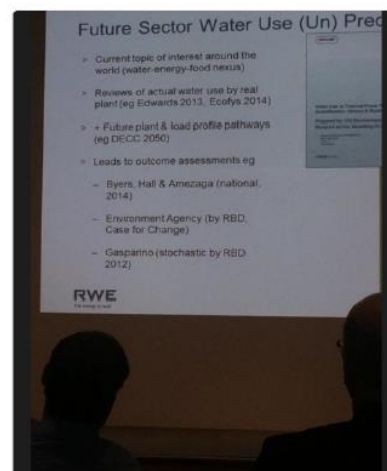 Future Sector Water Use (Un) Prec
> Current topic of interest around the
world (water-energy-food nexus)
> Reviews of actual water use by real
plant (eg Edwards 2013, Ecofys 2014)
> + Future plant & load profile pathways
(eg DECC 2050)
> Leads to outcome assessments eg
– Byers, Hall & Amezaga (national,
2014)
– Environment Agency (by RBD,
Case for Change)
– Gasparino (stochastic by RBD
2012)
RWE